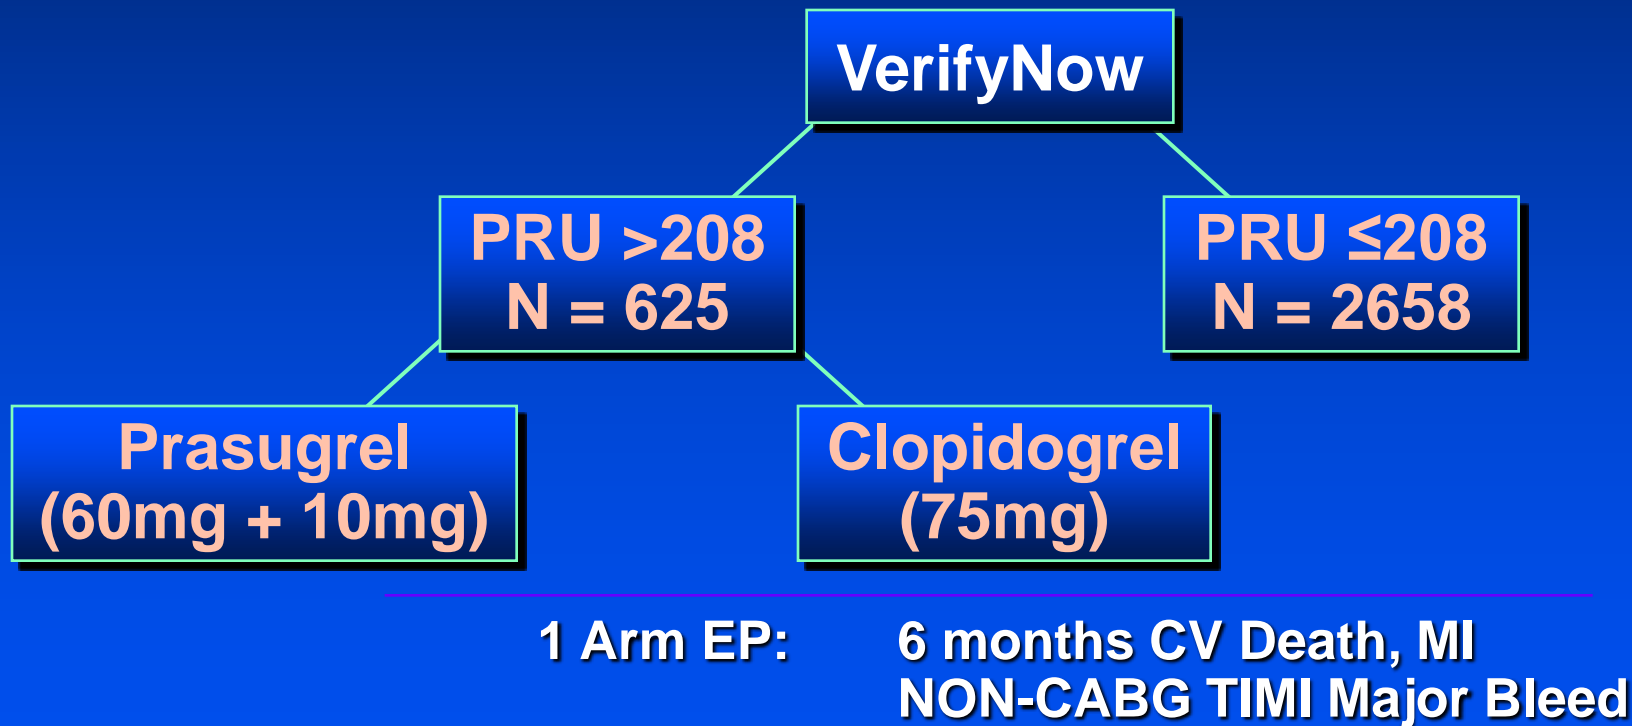 VerifyNow
PRU >208
N = 625
PRU ≤208
N = 2658
Prasugrel
(60mg + 10mg)
Clopidogrel
(75mg)
1 Arm EP: 6 months CV Death, MI
NON-CABG TIMI Major Bleed